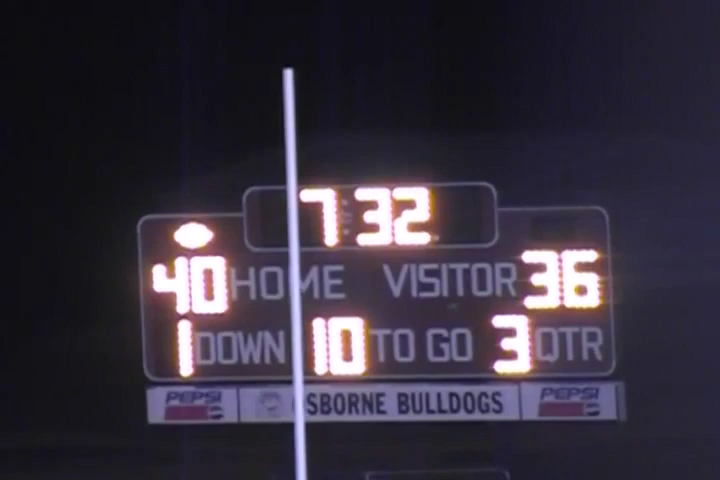 7:32
40 HOME VISITOR 36
1 DOWN 10 TO GO 3 QTR
PEPSI SBORNE BULLDOGS PEPSI